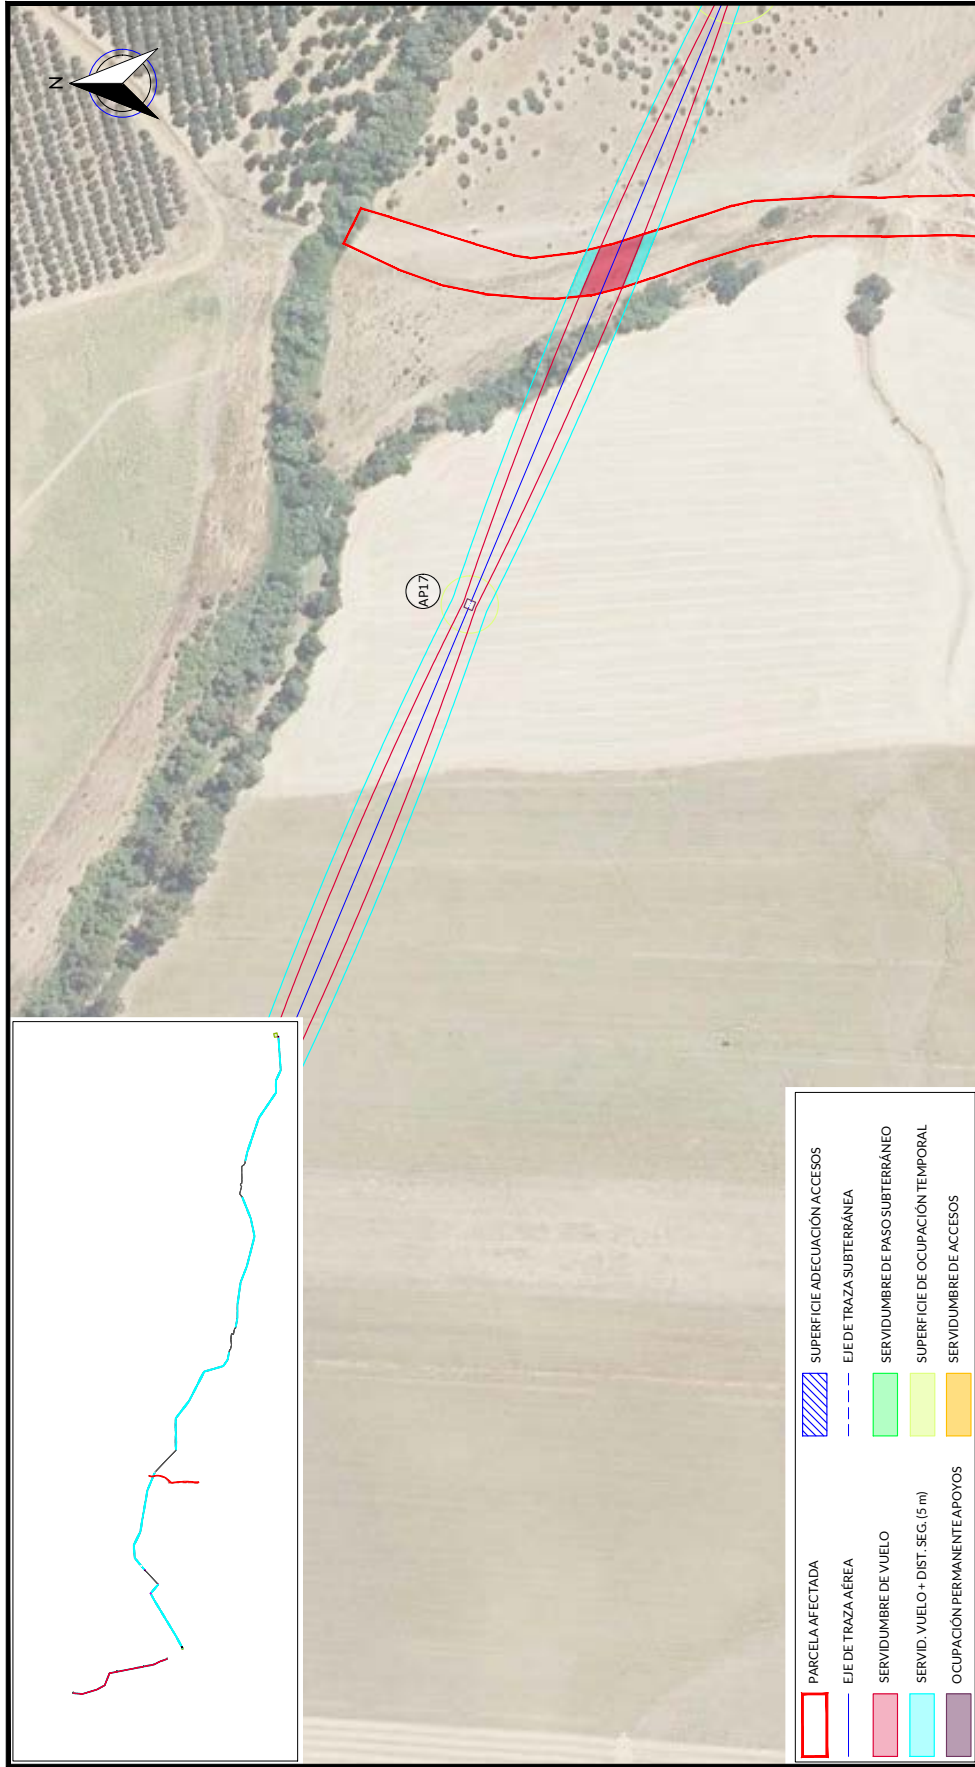 N
AP17
PARCELA AFECTADA
EJE DE TRAZA AÉREA
SERVIDUMBRE DE VUELO
SERVID. VUELO + DIST. SEG. (5 m)
OCUPACIÓN PERMANENTE APOYOS
SUPERFICIE ADECUACIÓN ACCESOS
EJE DE TRAZA SUBTERRÁNEA
SERVIDUMBRE DE PASO SUBTERRÁNEO
SUPERFICIE DE OCUPACIÓN TEMPORAL
SERVIDUMBRE DE ACCESOS